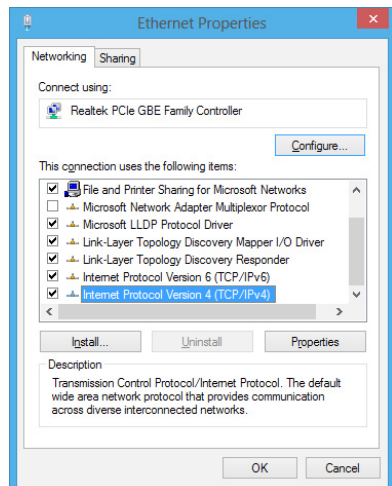 Ethernet Properties
Networking
Sharing
Connect using:
Realtek PCIe GBE Family Controller
Configure...
This connection uses the following items:
File and Printer Sharing for Microsoft Networks
Microsoft Network Adapter Multiplexor Protocol
Microsoft LLDP Protocol Driver
Link-Layer Topology Discovery Mapper I/O Driver
Link-Layer Topology Discovery Responder
Internet Protocol Version 6 (TCP/IPv6)
Internet Protocol Version 4 (TCP/IPv4)
Install...
Uninstall
Properties
Description
Transmission Control Protocol/Internet Protocol. The default
wide area network protocol that provides communication
across diverse interconnected networks.
OK
Cancel